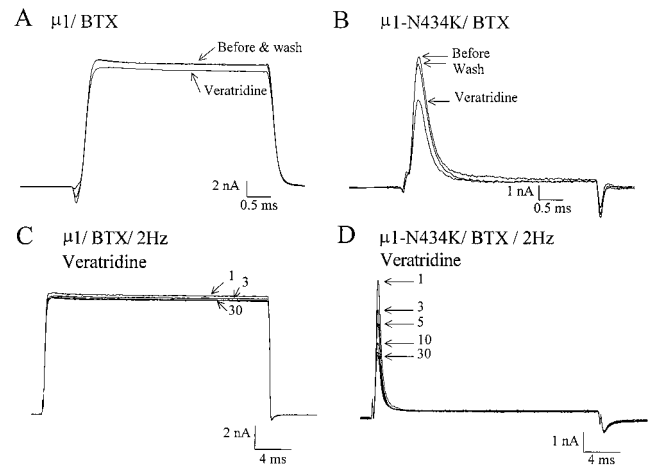 A
μ1/ BTX
Before & wash
Veratridine
2 nA
0.5 ms
B
μ1-N434K/ BTX
Before
Wash
Veratridine
1 nA
0.5 ms
C
μ1/ BTX/ 2Hz
Veratridine
1
3
30
2 nA
4 ms
D
μ1-N434K/ BTX / 2Hz
Veratridine
1
3
5
10
30
1 nA
4 ms